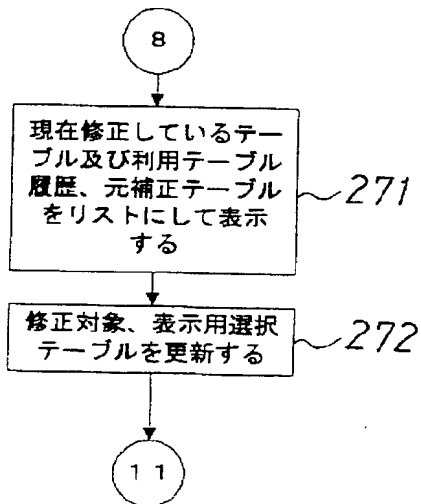 8
現在修正しているテー
ブル及び利用テーブル
履歴、元補正テーブル
をリストにして表示
する
271
修正対象、表示用選択
テーブルを更新する
272
11